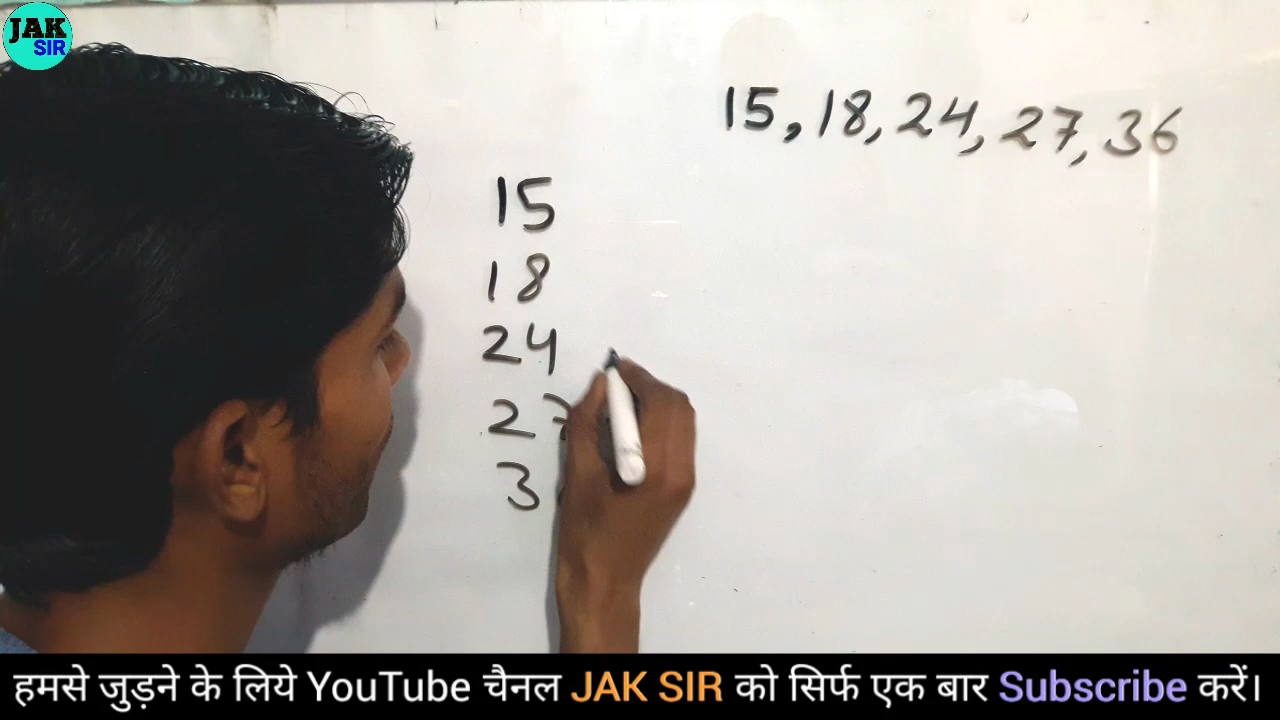 JAK
SIR
15, 18, 24, 27, 36
15
18
24
27
3
हमसे जुड़ने के लिये YouTube चैनल JAK SIR को सिर्फ एक बार Subscribe करें।